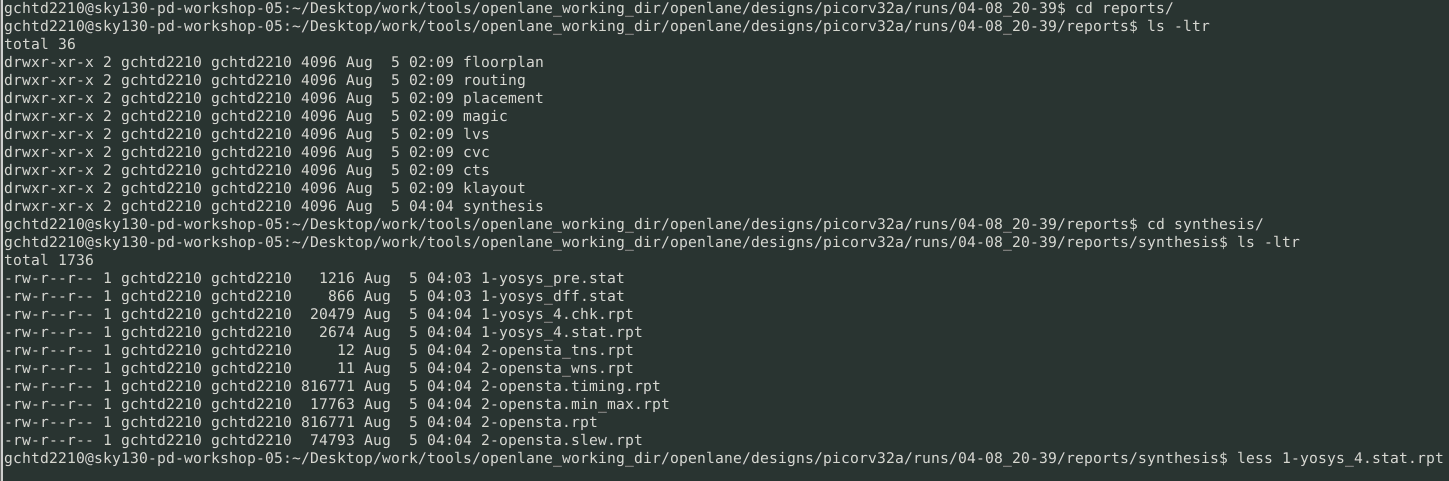 gchtd2210@sky130-pd-workshop-05:~/Desktop/work/tools/openlane_working_dir/openlane/designs/picorv32a/runs/04-08_20-39$ cd reports/
gchtd2210@sky130-pd-workshop-05:~/Desktop/work/tools/openlane_working_dir/openlane/designs/picorv32a/runs/04-08_20-39/reports$ ls -ltr
total 36
drwxr-xr-x 2 gchtd2210 gchtd2210 4096 Aug  5 02:09 floorplan
drwxr-xr-x 2 gchtd2210 gchtd2210 4096 Aug  5 02:09 routing
drwxr-xr-x 2 gchtd2210 gchtd2210 4096 Aug  5 02:09 placement
drwxr-xr-x 2 gchtd2210 gchtd2210 4096 Aug  5 02:09 magic
drwxr-xr-x 2 gchtd2210 gchtd2210 4096 Aug  5 02:09 lvs
drwxr-xr-x 2 gchtd2210 gchtd2210 4096 Aug  5 02:09 cvc
drwxr-xr-x 2 gchtd2210 gchtd2210 4096 Aug  5 02:09 cts
drwxr-xr-x 2 gchtd2210 gchtd2210 4096 Aug  5 02:09 klayout
drwxr-xr-x 2 gchtd2210 gchtd2210 4096 Aug  5 04:04 synthesis
gchtd2210@sky130-pd-workshop-05:~/Desktop/work/tools/openlane_working_dir/openlane/designs/picorv32a/runs/04-08_20-39/reports$ cd synthesis/
gchtd2210@sky130-pd-workshop-05:~/Desktop/work/tools/openlane_working_dir/openlane/designs/picorv32a/runs/04-08_20-39/reports/synthesis$ ls -ltr
total 1736
-rw-r--r-- 1 gchtd2210 gchtd2210   1216 Aug  5 04:03 1-yosys_pre.stat
-rw-r--r-- 1 gchtd2210 gchtd2210    866 Aug  5 04:03 1-yosys_dff.stat
-rw-r--r-- 1 gchtd2210 gchtd2210  20479 Aug  5 04:04 1-yosys_4.chk.rpt
-rw-r--r-- 1 gchtd2210 gchtd2210   2674 Aug  5 04:04 1-yosys_4.stat.rpt
-rw-r--r-- 1 gchtd2210 gchtd2210     12 Aug  5 04:04 2-opensta_tns.rpt
-rw-r--r-- 1 gchtd2210 gchtd2210     11 Aug  5 04:04 2-opensta_wns.rpt
-rw-r--r-- 1 gchtd2210 gchtd2210 816771 Aug  5 04:04 2-opensta.timing.rpt
-rw-r--r-- 1 gchtd2210 gchtd2210  17763 Aug  5 04:04 2-opensta.min_max.rpt
-rw-r--r-- 1 gchtd2210 gchtd2210 816771 Aug  5 04:04 2-opensta.rpt
-rw-r--r-- 1 gchtd2210 gchtd2210  74793 Aug  5 04:04 2-opensta.slew.rpt
gchtd2210@sky130-pd-workshop-05:~/Desktop/work/tools/openlane_working_dir/openlane/designs/picorv32a/runs/04-08_20-39/reports/synthesis$ less 1-yosys_4.stat.rpt